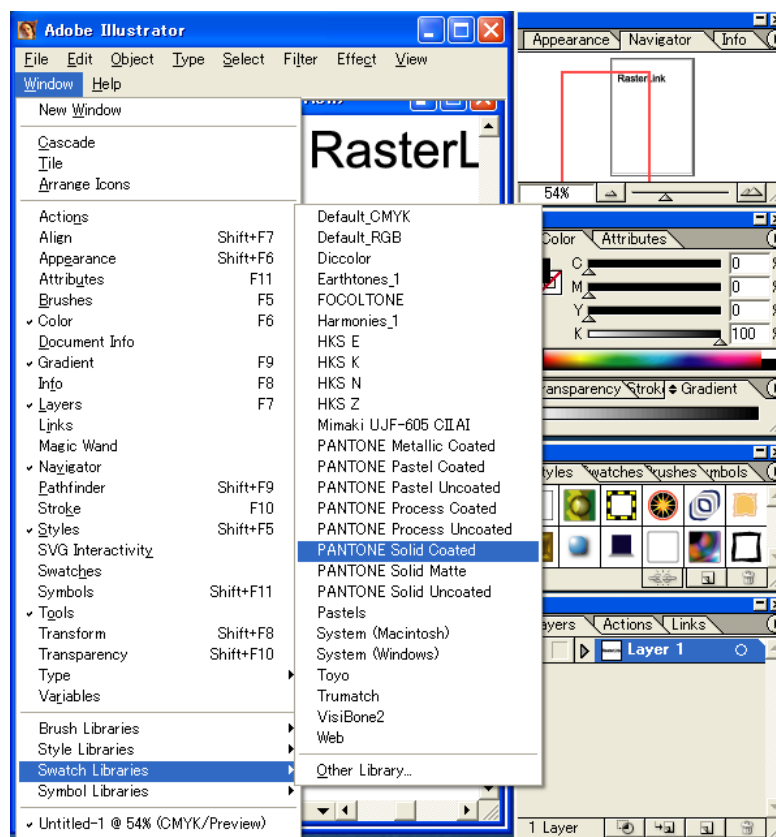 Adobe Illustrator
File Edit Object Type Select Filter Effect View
Window Help
New Window
Cascade
Tile
Arrange Icons
Actions
Align Shift+F7
Appearance Shift+F6
Attributes F11
Brushes F5
Color F6
Document Info
Gradient F9
Info F8
Layers F7
Links
Magic Wand
Navigator
Pathfinder Shift+F9
Stroke F10
Styles Shift+F5
SVG Interactivity
Swatches
Symbols Shift+F11
Tools
Transform Shift+F8
Transparency Shift+F10
Type
Variables
Brush Libraries
Style Libraries
Swatch Libraries
Symbol Libraries
Untitled-1 @ 54% (CMYK/Preview)
RasterL
Default_CMYK
Default_RGB
Diccolor
Earthtones_1
FOCOLTONE
Harmonies_1
HKS E
HKS K
HKS N
HKS Z
Mimaki UJF-605 CIIAI
PANTONE Metallic Coated
PANTONE Pastel Coated
PANTONE Pastel Uncoated
PANTONE Process Coated
PANTONE Process Uncoated
PANTONE Solid Coated
PANTONE Solid Matte
PANTONE Solid Uncoated
Pastels
System (Macintosh)
System (Windows)
Toyo
Trumatch
VisiBone2
Web
Other Library...
Appearance Navigator Info
RasterLink
54%
Color Attributes
C 0
M 0
Y 0
K 100
ansparency Strok Gradient
tyles watches rushes ymbols
ayers Actions Links
Layer 1
1 Layer